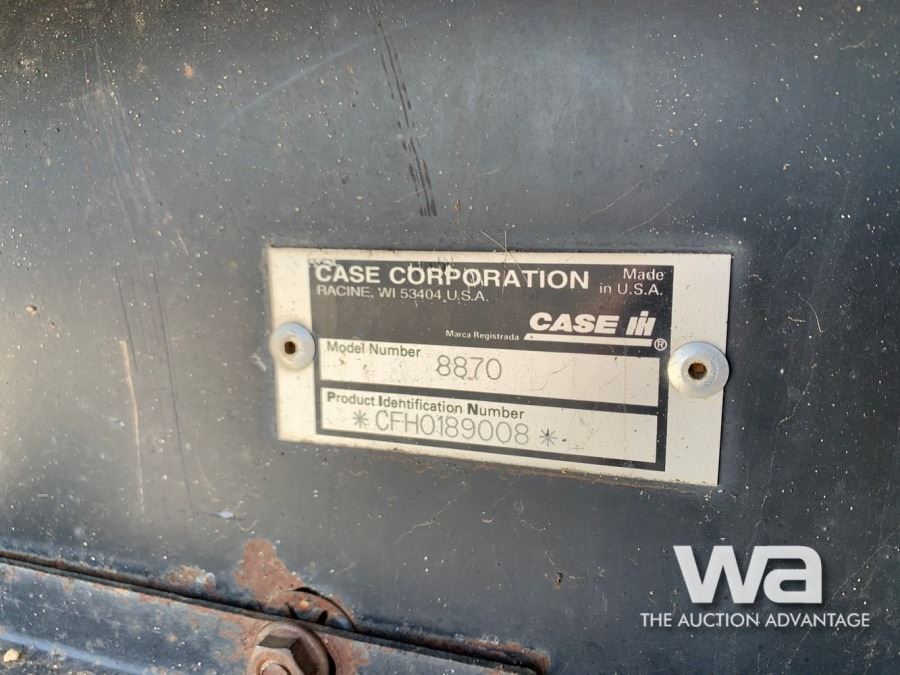 CASE CORPORATION
RACINE, WI 53404 U.S.A.
Made
in U.S.A.
CASE IH ®
Marca Registrada
Model Number
8870
Product Identification Number
*CFH0189008*
wa
THE AUCTION ADVANTAGE